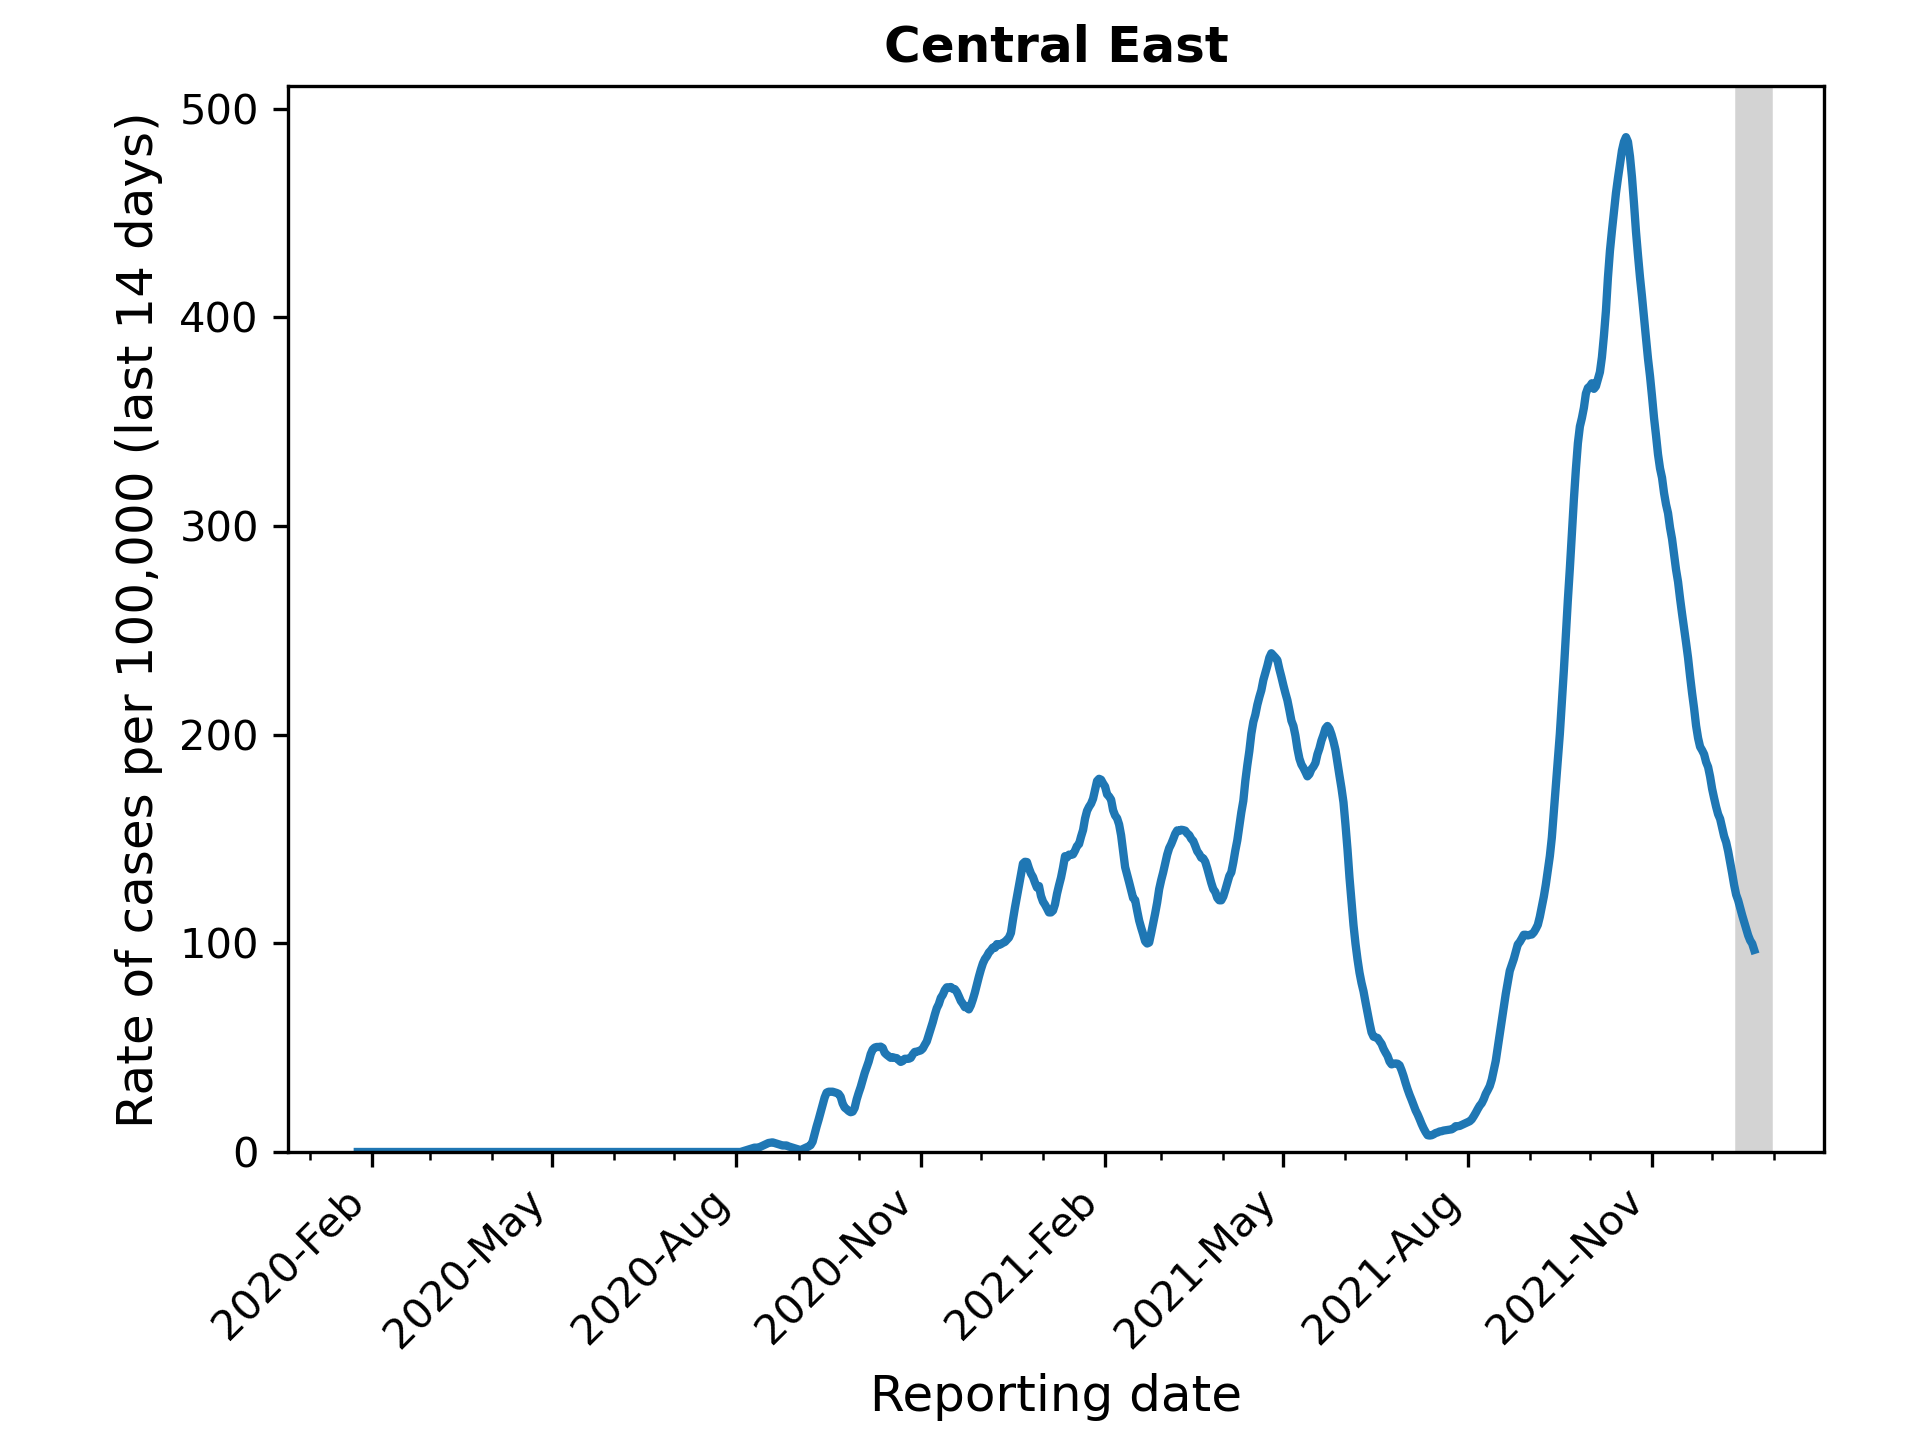 Central East
Rate of cases per 100,000 (last 14 days)
500
400
300
200
100
0
2020-Feb
2020-May
2020-Aug
2020-Nov
2021-Feb
2021-May
2021-Aug
2021-Nov
Reporting date